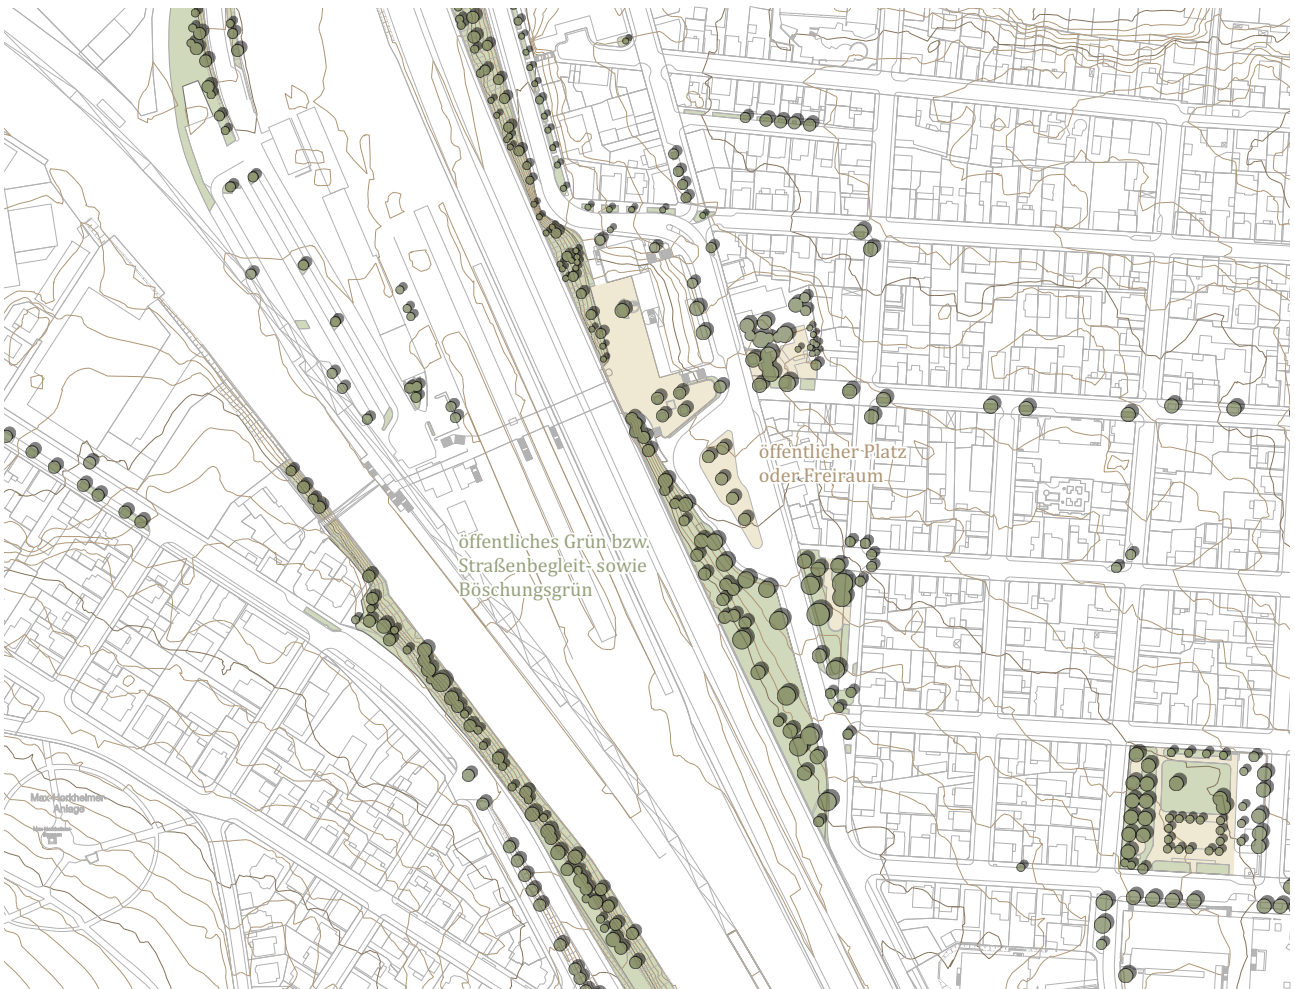 öffentlicher Platz
oder Freiraum
öffentliches Grün bzw.
Straßenbegleit- sowie
Böschungsgrün
Max-Horkheimer-
Anlage